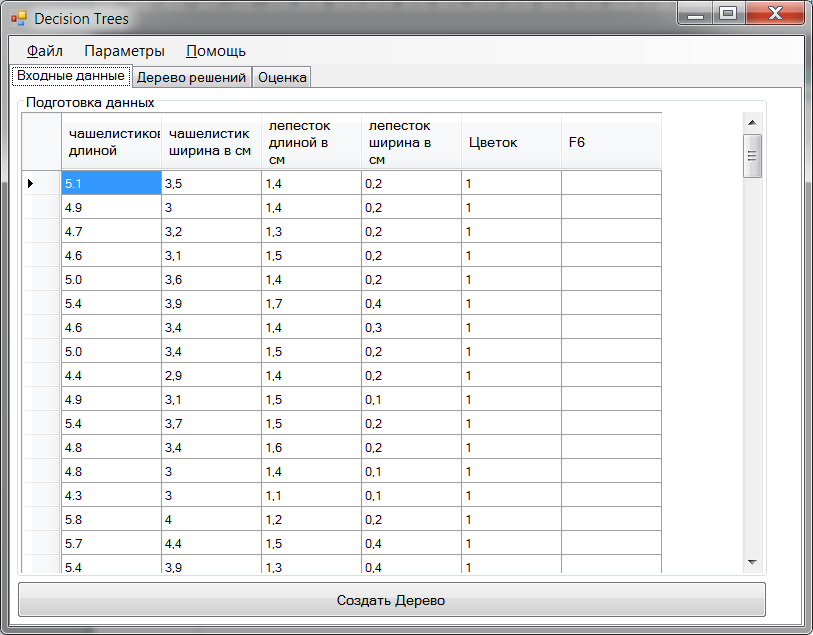 Decision Trees
Файл Параметры Помощь
Входные данные Дерево решений Оценка
Подготовка данных
чашелистиков длиной чашелистик ширина в см лепесток длиной в см лепесток ширина в см Цветок F6
5.1 3,5 1,4 0,2 1
4.9 3 1,4 0,2 1
4.7 3,2 1,3 0,2 1
4.6 3,1 1,5 0,2 1
5.0 3,6 1,4 0,2 1
5.4 3,9 1,7 0,4 1
4.6 3,4 1,4 0,3 1
5.0 3,4 1,5 0,2 1
4.4 2,9 1,4 0,2 1
4.9 3,1 1,5 0,1 1
5.4 3,7 1,5 0,2 1
4.8 3,4 1,6 0,2 1
4.8 3 1,4 0,1 1
4.3 3 1,1 0,1 1
5.8 4 1,2 0,2 1
5.7 4,4 1,5 0,4 1
5.4 3,9 1,3 0,4 1
Создать Дерево